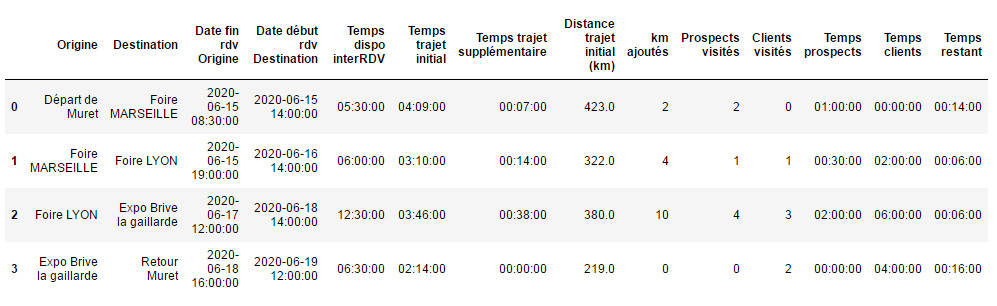 Origine Destination Date fin rdv Origine Date début rdv Destination Temps dispo interRDV Temps trajet initial Temps trajet supplémentaire Distance trajet initial (km) km ajoutés Prospects visités Clients visités Temps prospects Temps clients Temps restant
0 Départ de Muret Foire MARSEILLE 2020-06-15 08:30:00 2020-06-15 14:00:00 05:30:00 04:09:00 00:07:00 423.0 2 2 0 01:00:00 00:00:00 00:14:00
1 Foire MARSEILLE Foire LYON 2020-06-15 19:00:00 2020-06-16 14:00:00 06:00:00 03:10:00 00:14:00 322.0 4 1 1 00:30:00 02:00:00 00:06:00
2 Foire LYON Expo Brive la gaillarde 2020-06-17 12:00:00 2020-06-18 14:00:00 12:30:00 03:46:00 00:38:00 380.0 10 4 3 02:00:00 06:00:00 00:06:00
3 Expo Brive la gaillarde Retour Muret 2020-06-18 16:00:00 2020-06-19 12:00:00 06:30:00 02:14:00 00:00:00 219.0 0 0 2 00:00:00 04:00:00 00:16:00